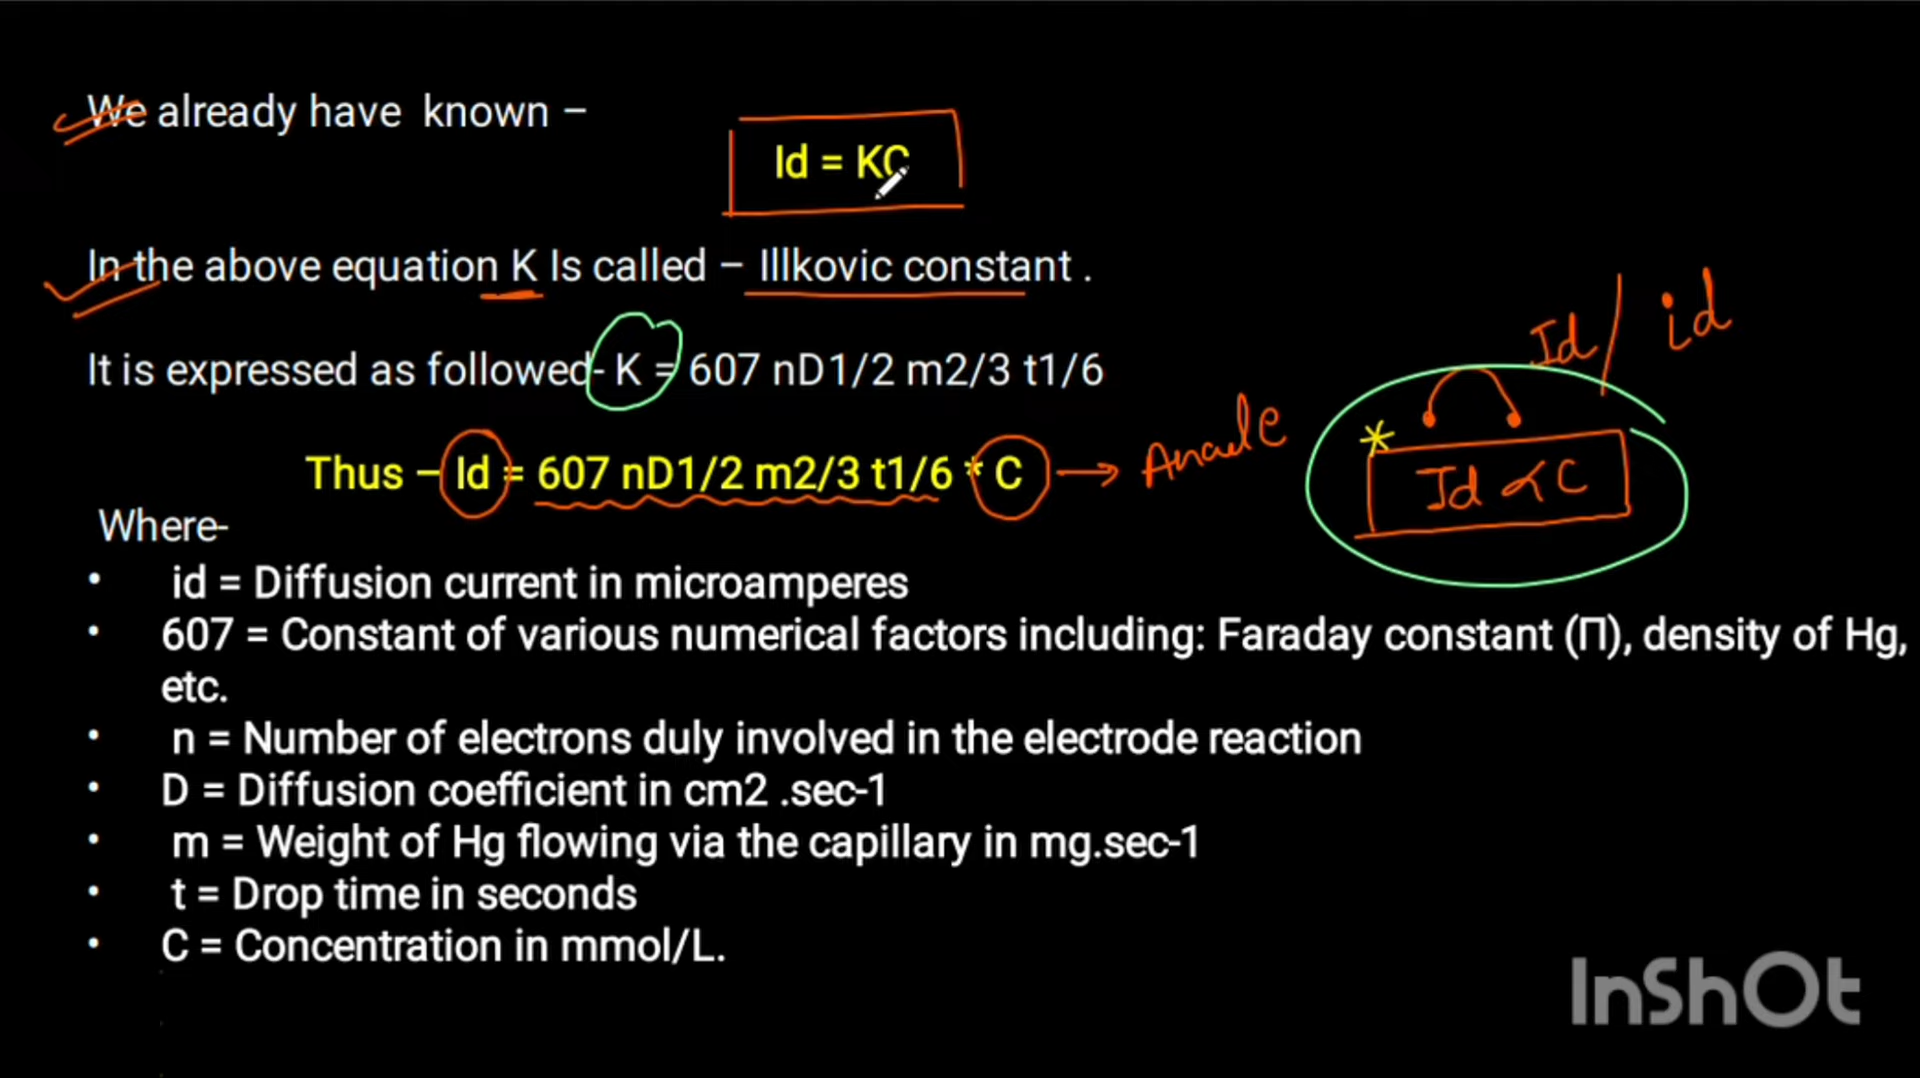 We already have known –
Id = KC
In the above equation K Is called – Illkovic constant .
Id / id
It is expressed as followed- K = 607 nD1/2 m2/3 t1/6
Thus – Id = 607 nD1/2 m2/3 t1/6 * C →
* Id ∝ C
Where-
• id = Diffusion current in microamperes
• 607 = Constant of various numerical factors including: Faraday constant (Π), density of Hg,
etc.
• n = Number of electrons duly involved in the electrode reaction
• D = Diffusion coefficient in cm2 .sec-1
• m = Weight of Hg flowing via the capillary in mg.sec-1
• t = Drop time in seconds
• C = Concentration in mmol/L.
InShOt